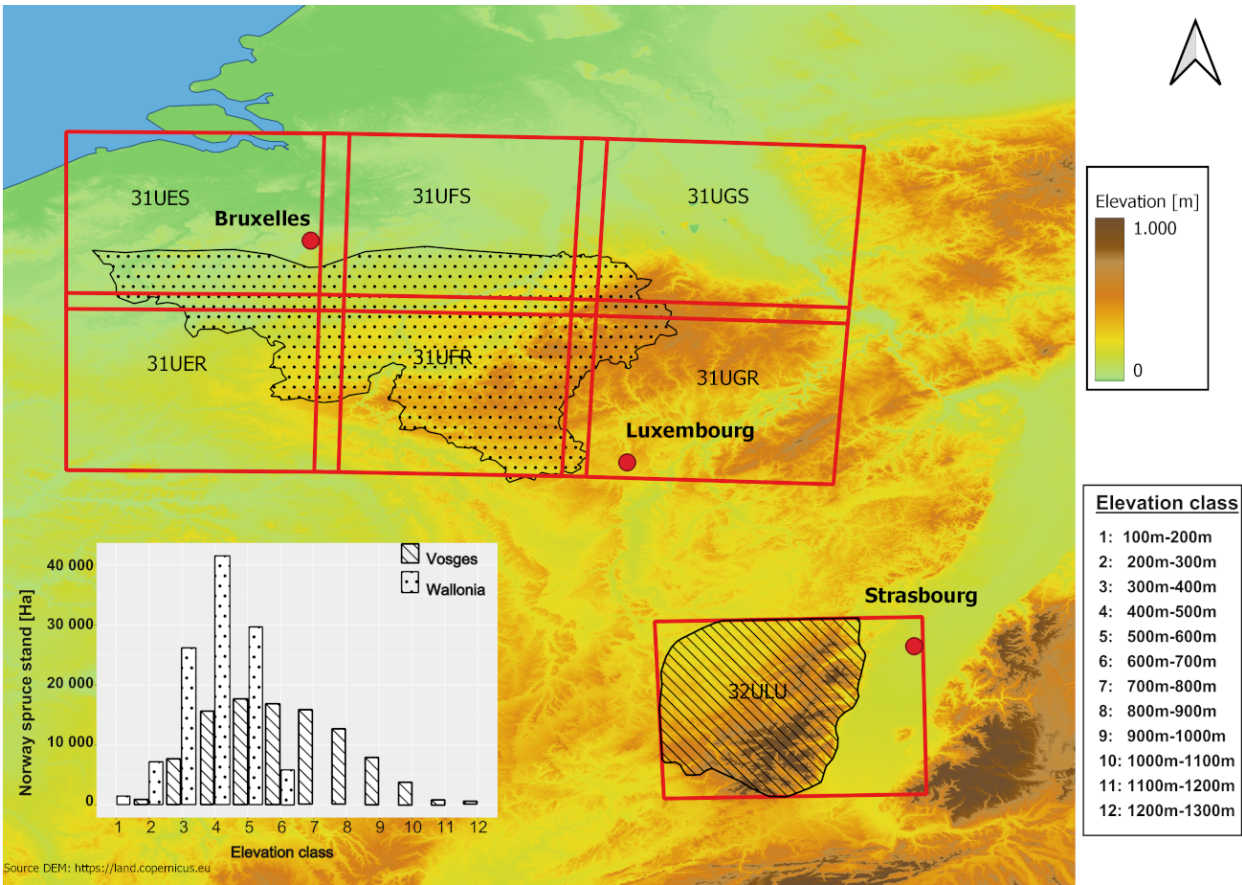 31UES
31UFS
31UGS
Bruxelles
31UER
31UFR
31UGR
Luxembourg
Strasbourg
32ULU
Elevation [m]
1.000
0
Elevation class
1: 100m-200m
2: 200m-300m
3: 300m-400m
4: 400m-500m
5: 500m-600m
6: 600m-700m
7: 700m-800m
8: 800m-900m
9: 900m-1000m
10: 1000m-1100m
11: 1100m-1200m
12: 1200m-1300m
Norway spruce stand [Ha]
40 000
30 000
20 000
10 000
0
Vosges
Wallonia
1 2 3 4 5 6 7 8 9 10 11 12
Elevation class
Source DEM: https://land.copernicus.eu